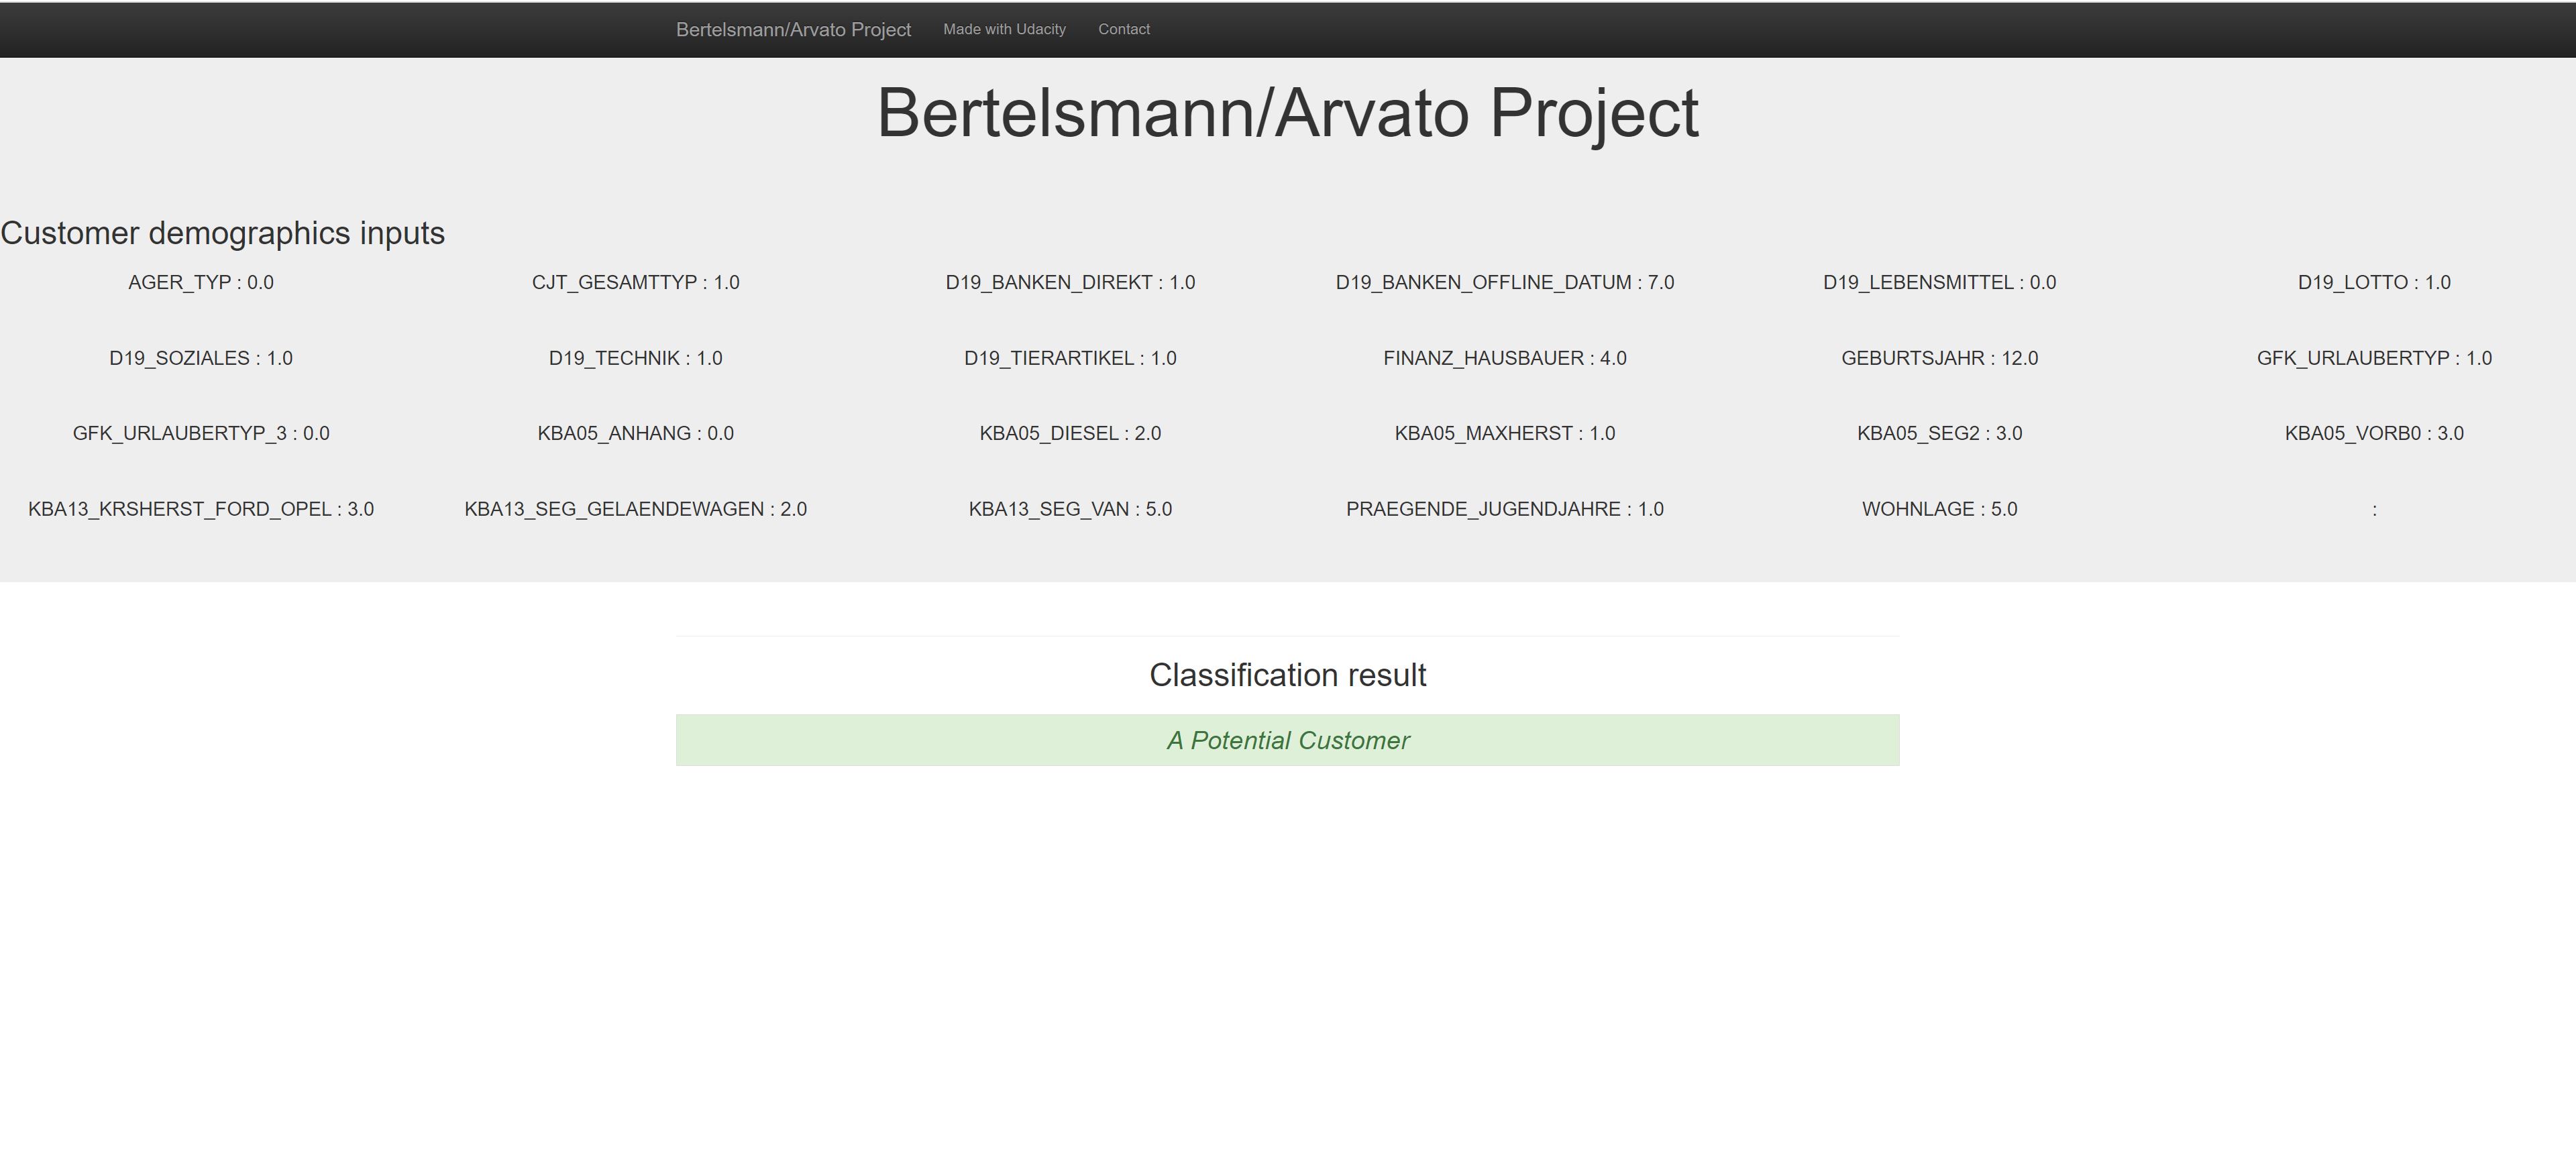 Bertelsmann/Arvato Project Made with Udacity Contact
Bertelsmann/Arvato Project
Customer demographics inputs
AGER_TYP : 0.0 CJT_GESAMTTYP : 1.0 D19_BANKEN_DIREKT : 1.0 D19_BANKEN_OFFLINE_DATUM : 7.0 D19_LEBENSMITTEL : 0.0 D19_LOTTO : 1.0
D19_SOZIALES : 1.0 D19_TECHNIK : 1.0 D19_TIERARTIKEL : 1.0 FINANZ_HAUSBAUER : 4.0 GEBURTSJAHR : 12.0 GFK_URLAUBERTYP : 1.0
GFK_URLAUBERTYP_3 : 0.0 KBA05_ANHANG : 0.0 KBA05_DIESEL : 2.0 KBA05_MAXHERST : 1.0 KBA05_SEG2 : 3.0 KBA05_VORB0 : 3.0
KBA13_KRSHERST_FORD_OPEL : 3.0 KBA13_SEG_GELAENDEWAGEN : 2.0 KBA13_SEG_VAN : 5.0 PRAEGENDE_JUGENDJAHRE : 1.0 WOHNLAGE : 5.0 :
Classification result
A Potential Customer